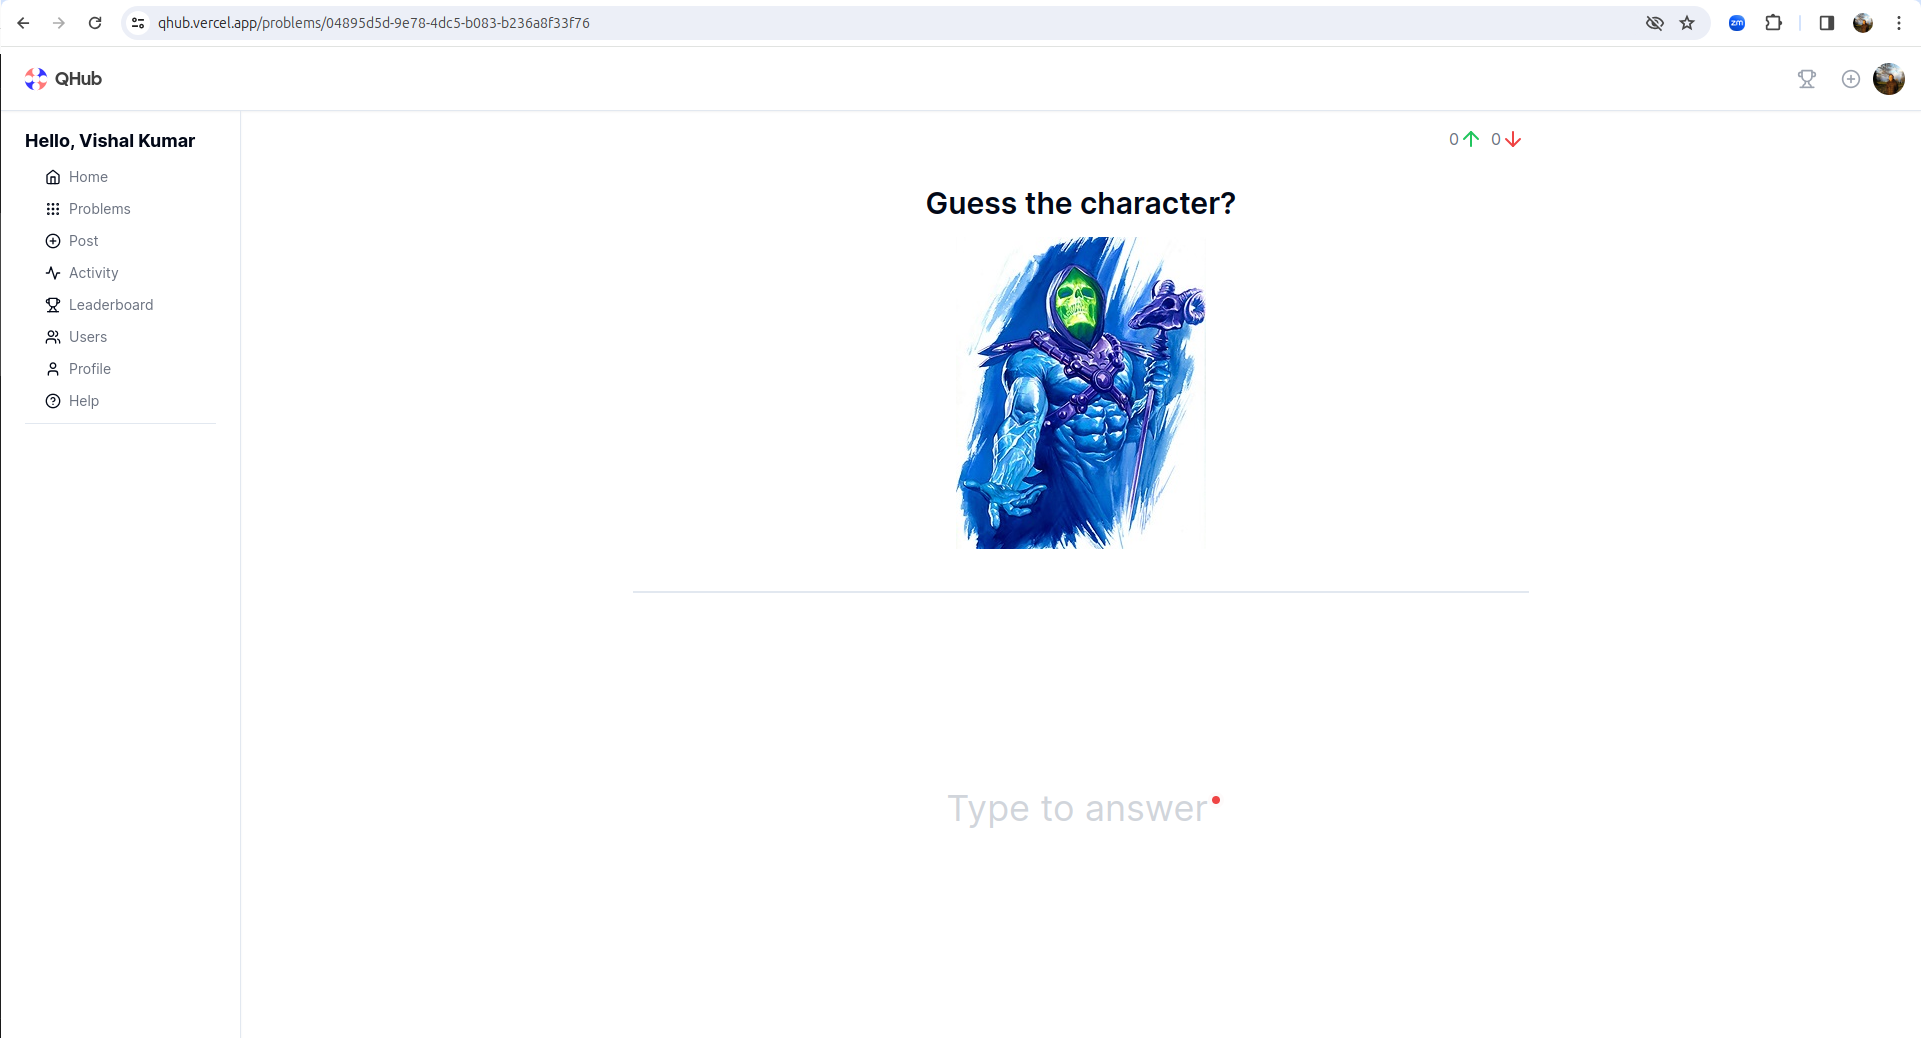 qhub.vercel.app/problems/04895d5d-9e78-4dc5-b083-b236a8f33f76
zm
QHub
Hello, Vishal Kumar
Home
Problems
Post
Activity
Leaderboard
Users
Profile
Help
0 0
Guess the character?
Type to answer